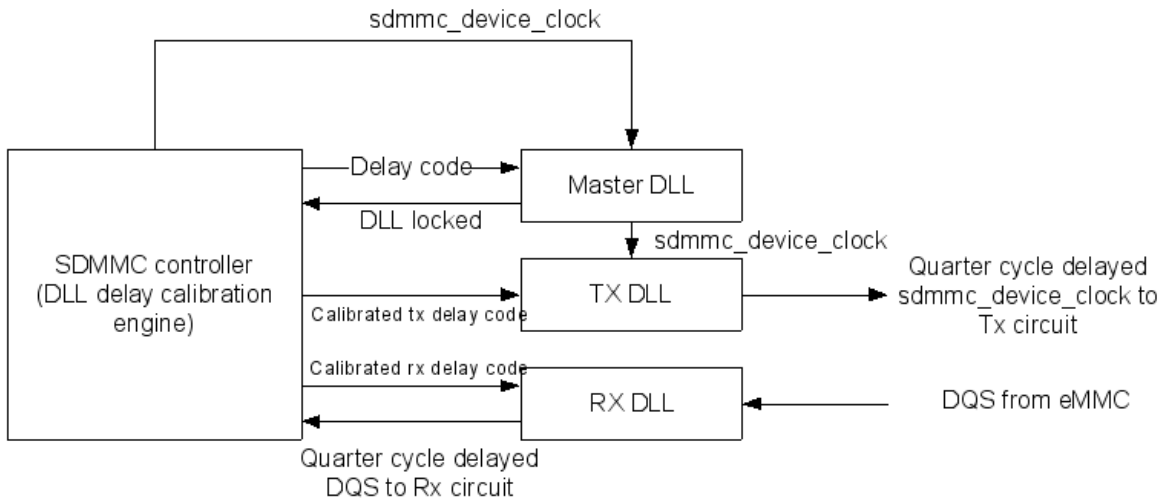 sdmmc_device_clock
Delay code
Master DLL
DLL locked
sdmmc_device_clock
SDMMC controller
(DLL delay calibration
engine)
TX DLL
Quarter cycle delayed
sdmmc_device_clock to
Tx circuit
Calibrated tx delay code
Calibrated rx delay code
RX DLL
DQS from eMMC
Quarter cycle delayed
DQS to Rx circuit